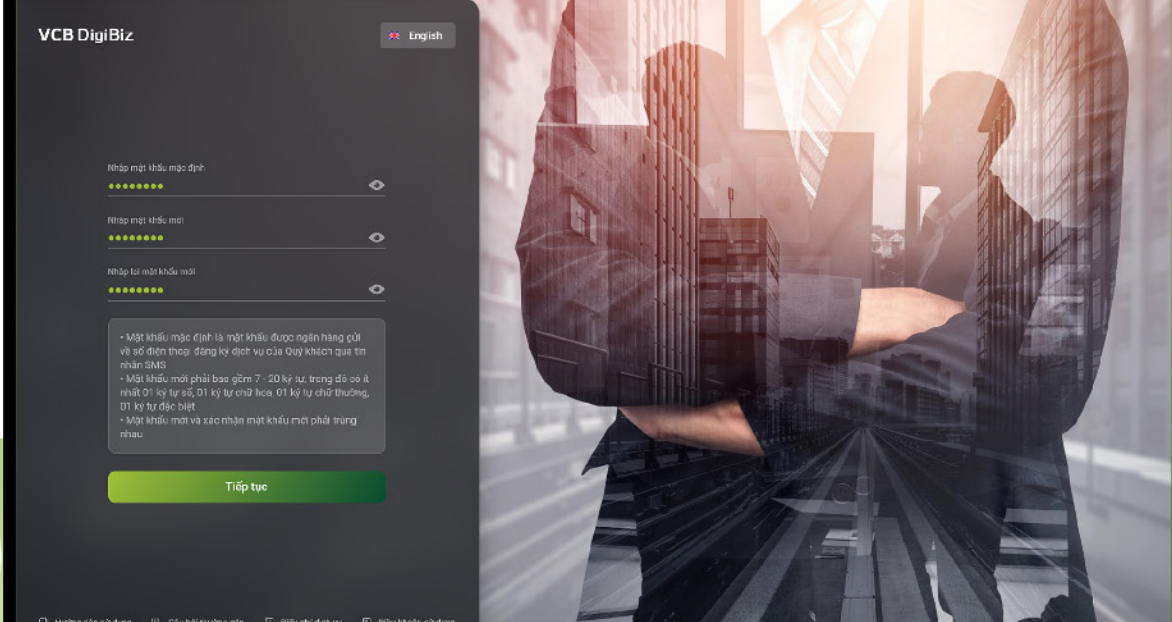 VCB DigiBiz
English
Nhập mật khẩu mặc định
Nhập mật khẩu mới
Nhập lại mật khẩu mới
• Mật khẩu mặc định là mật khẩu được ngân hàng gửi
về số điện thoại đăng ký dịch vụ của Quý khách qua tin
nhắn SMS
• Mật khẩu mới phải bao gồm 7 - 20 ký tự, trong đó có ít
nhất 01 ký tự số, 01 ký tự chữ hoa, 01 ký tự chữ thường,
01 ký tự đặc biệt
• Mật khẩu mới và xác nhận mật khẩu mới phải trùng
nhau
Tiếp tục